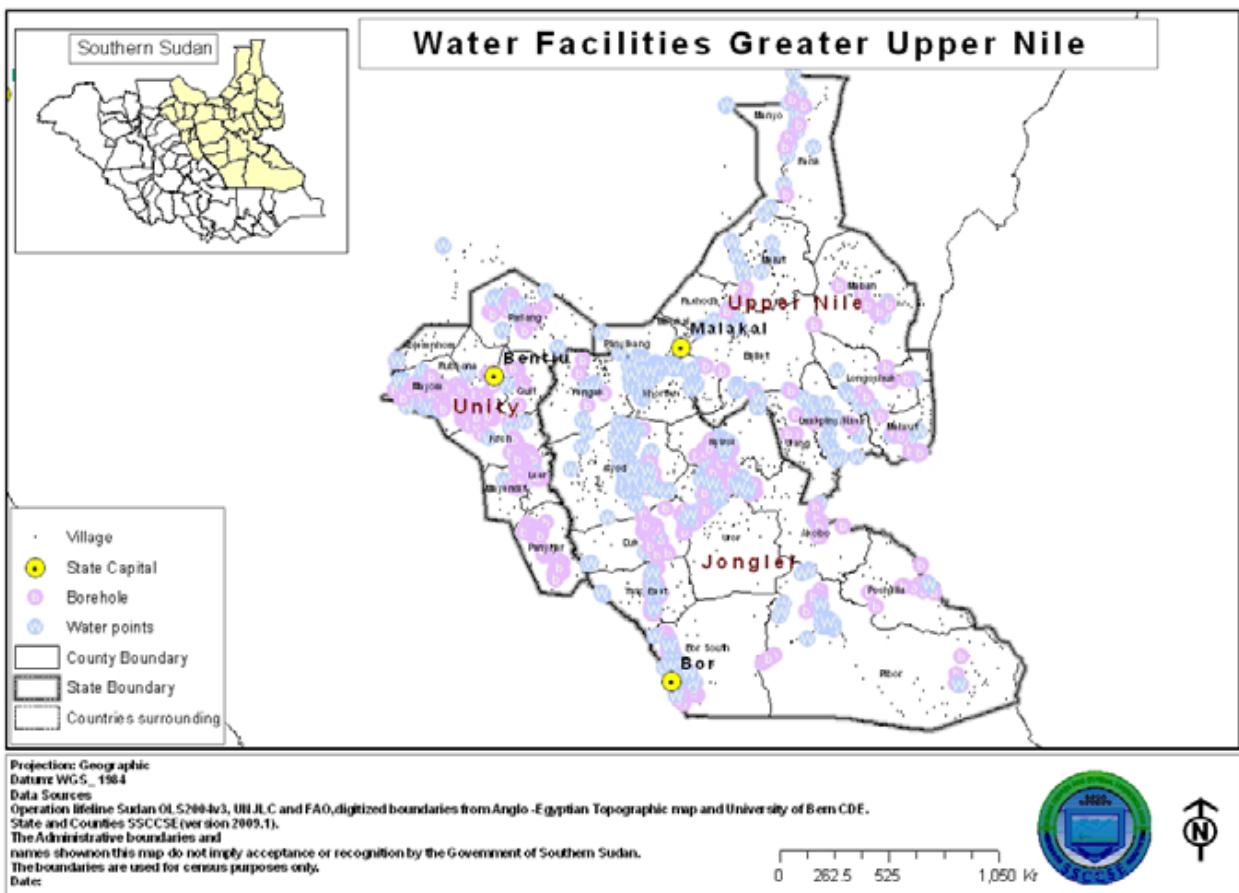 Southern Sudan
Water Facilities Greater Upper Nile
Manyo
Melut
Maban
Upper Nile
Malakal
Pariang
Bentiu
Rubkona
Guit
Mayom
Unity
Fangak
Baliet
Longochuk
Maiwut
Ulang
Nyirol
Ayod
Leer
Mayendit
Panyijiar
Duk
Uror
Akobo
Jonglei
Pochalla
Twic East
Bor South
Bor
Pibor
Village
State Capital
Borehole
Water points
County Boundary
State Boundary
Countries surrounding
Projection: Geographic
Datum: WGS_ 1984
Data Sources
Operation lifeline Sudan OLS2004v3, UNJLC and FAO,digitized boundaries from Anglo -Egyptian Topographic map and University of Bern CDE.
State and Counties SSCCSE(version 2009.1).
The Administrative boundaries and
names shownon this map do not imply acceptance or recognition by the Government of Southern Sudan.
The boundaries are used for census purposes only.
Date:
0 262.5 525 1,050 Kr
SSCCSE
N